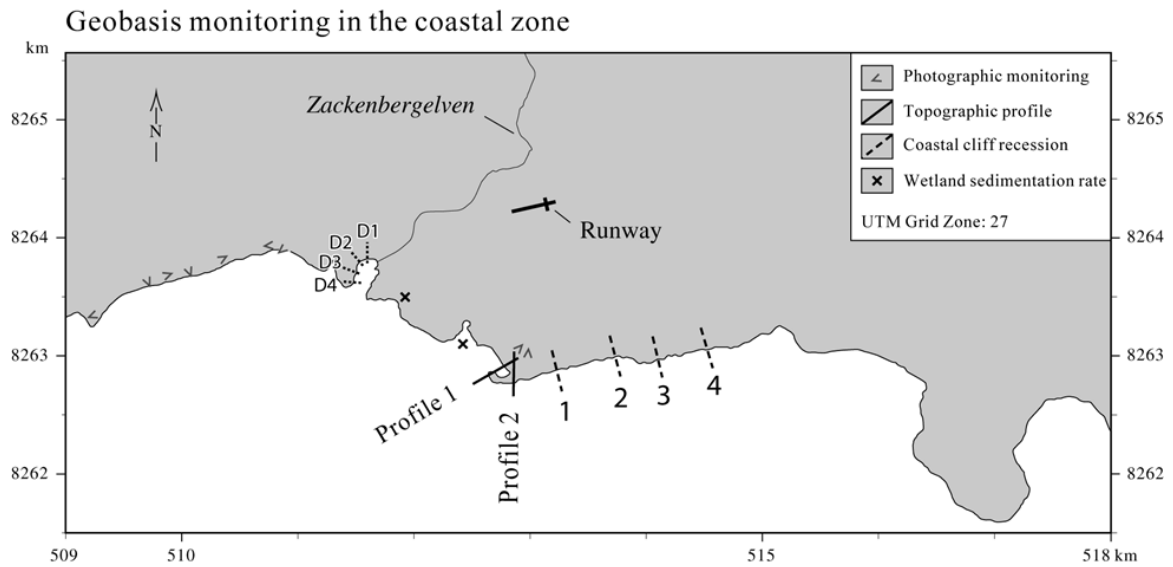 Geobasis monitoring in the coastal zone
km
8265
8264
8263
8262
509
510
515
518 km
8265
8264
8263
8262
N
Zackenbergelven
Runway
D1
D2
D3
D4
Profile 1
Profile 2
1
2
3
4
Photographic monitoring
Topographic profile
Coastal cliff recession
Wetland sedimentation rate
UTM Grid Zone: 27